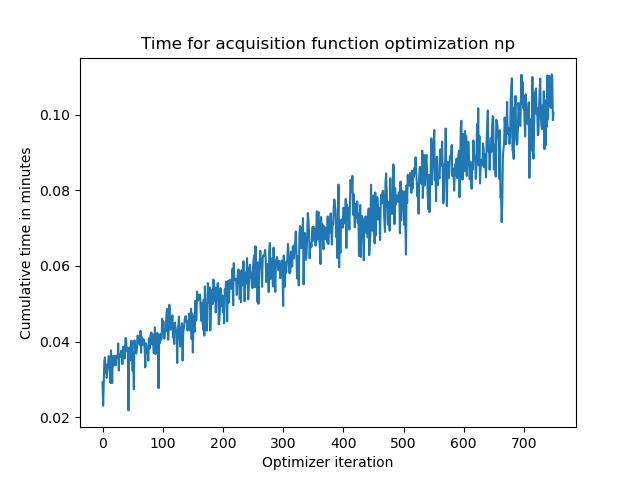 Time for acquisition function optimization np
0.10
0.08
0.06
0.04
0.02
Cumulative time in minutes
0 100 200 300 400 500 600 700
Optimizer iteration